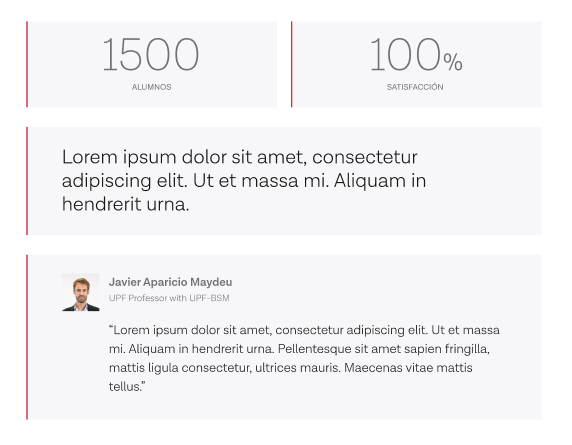 1500
ALUMNOS
100%
SATISFACCIÓN
Lorem ipsum dolor sit amet, consectetur
adipiscing elit. Ut et massa mi. Aliquam in
hendrerit urna.
Javier Aparicio Maydeu
UPF Professor with UPF-BSM
“Lorem ipsum dolor sit amet, consectetur adipiscing elit. Ut et massa
mi. Aliquam in hendrerit urna. Pellentesque sit amet sapien fringilla,
mattis ligula consectetur, ultrices mauris. Maecenas vitae mattis
tellus.”